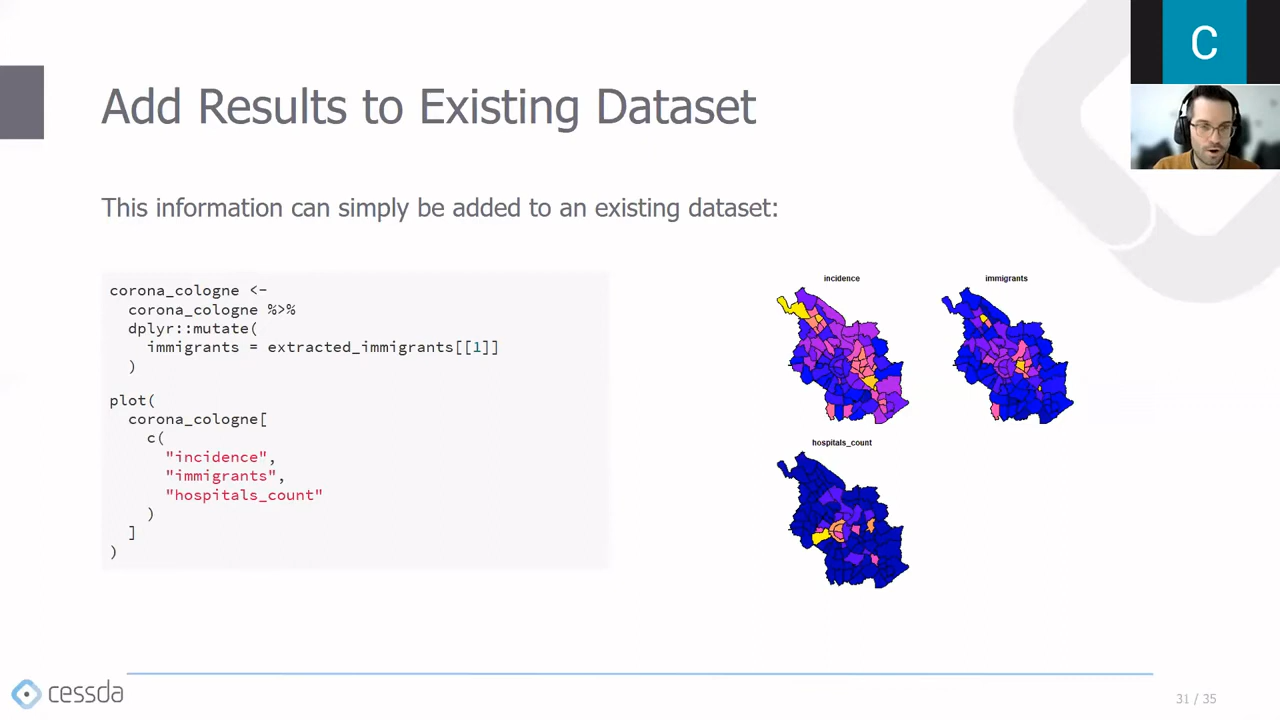 C
Add Results to Existing Dataset
This information can simply be added to an existing dataset:
corona_cologne <-
  corona_cologne %>%
  dplyr::mutate(
    immigrants = extracted_immigrants[[1]]
  )
plot(
  corona_cologne[
    c(
      "incidence",
      "immigrants",
      "hospitals_count"
    )
  ]
)
incidence
immigrants
hospitals_count
cessda
31 / 35